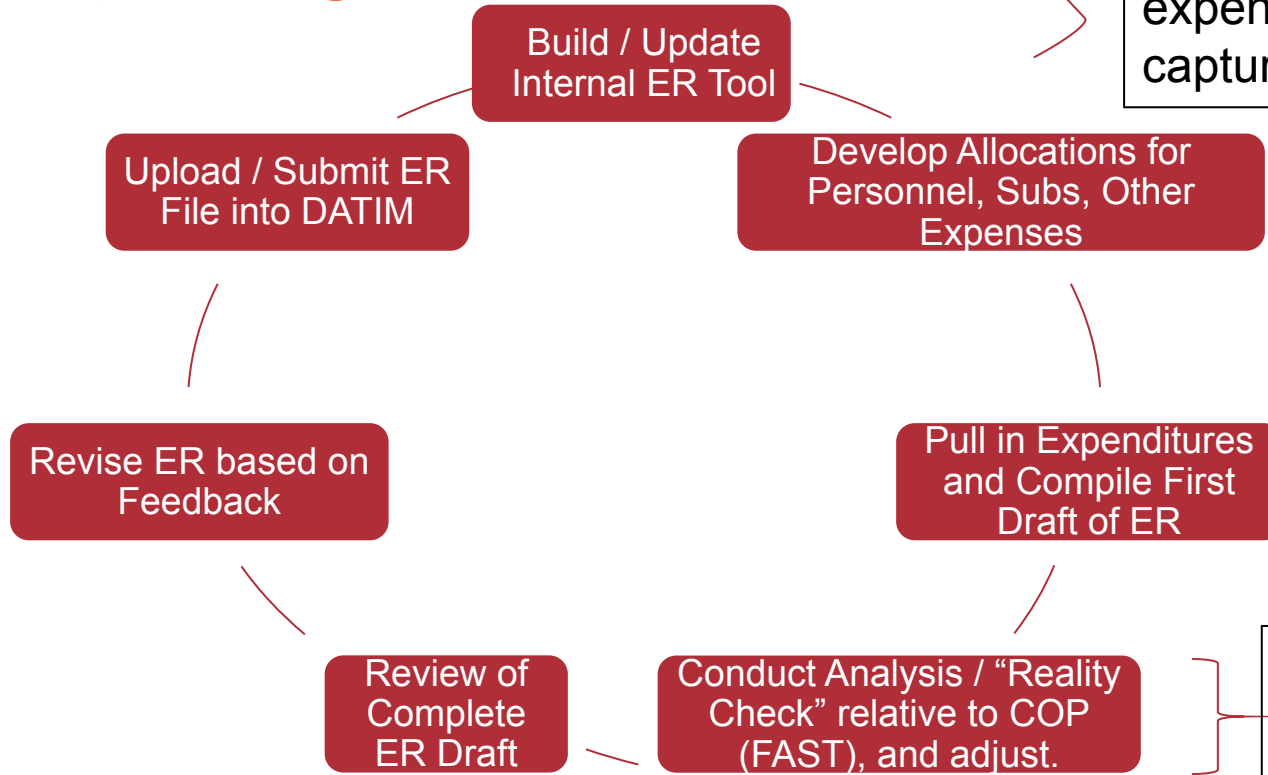 Build / Update
Internal ER Tool
Develop Allocations for
Personnel, Subs, Other
Expenses
Pull in Expenditures
and Compile First
Draft of ER
Conduct Analysis / “Reality
Check” relative to COP
(FAST), and adjust.
Review of
Complete
ER Draft
Revise ER based on
Feedback
Upload / Submit ER
File into DATIM